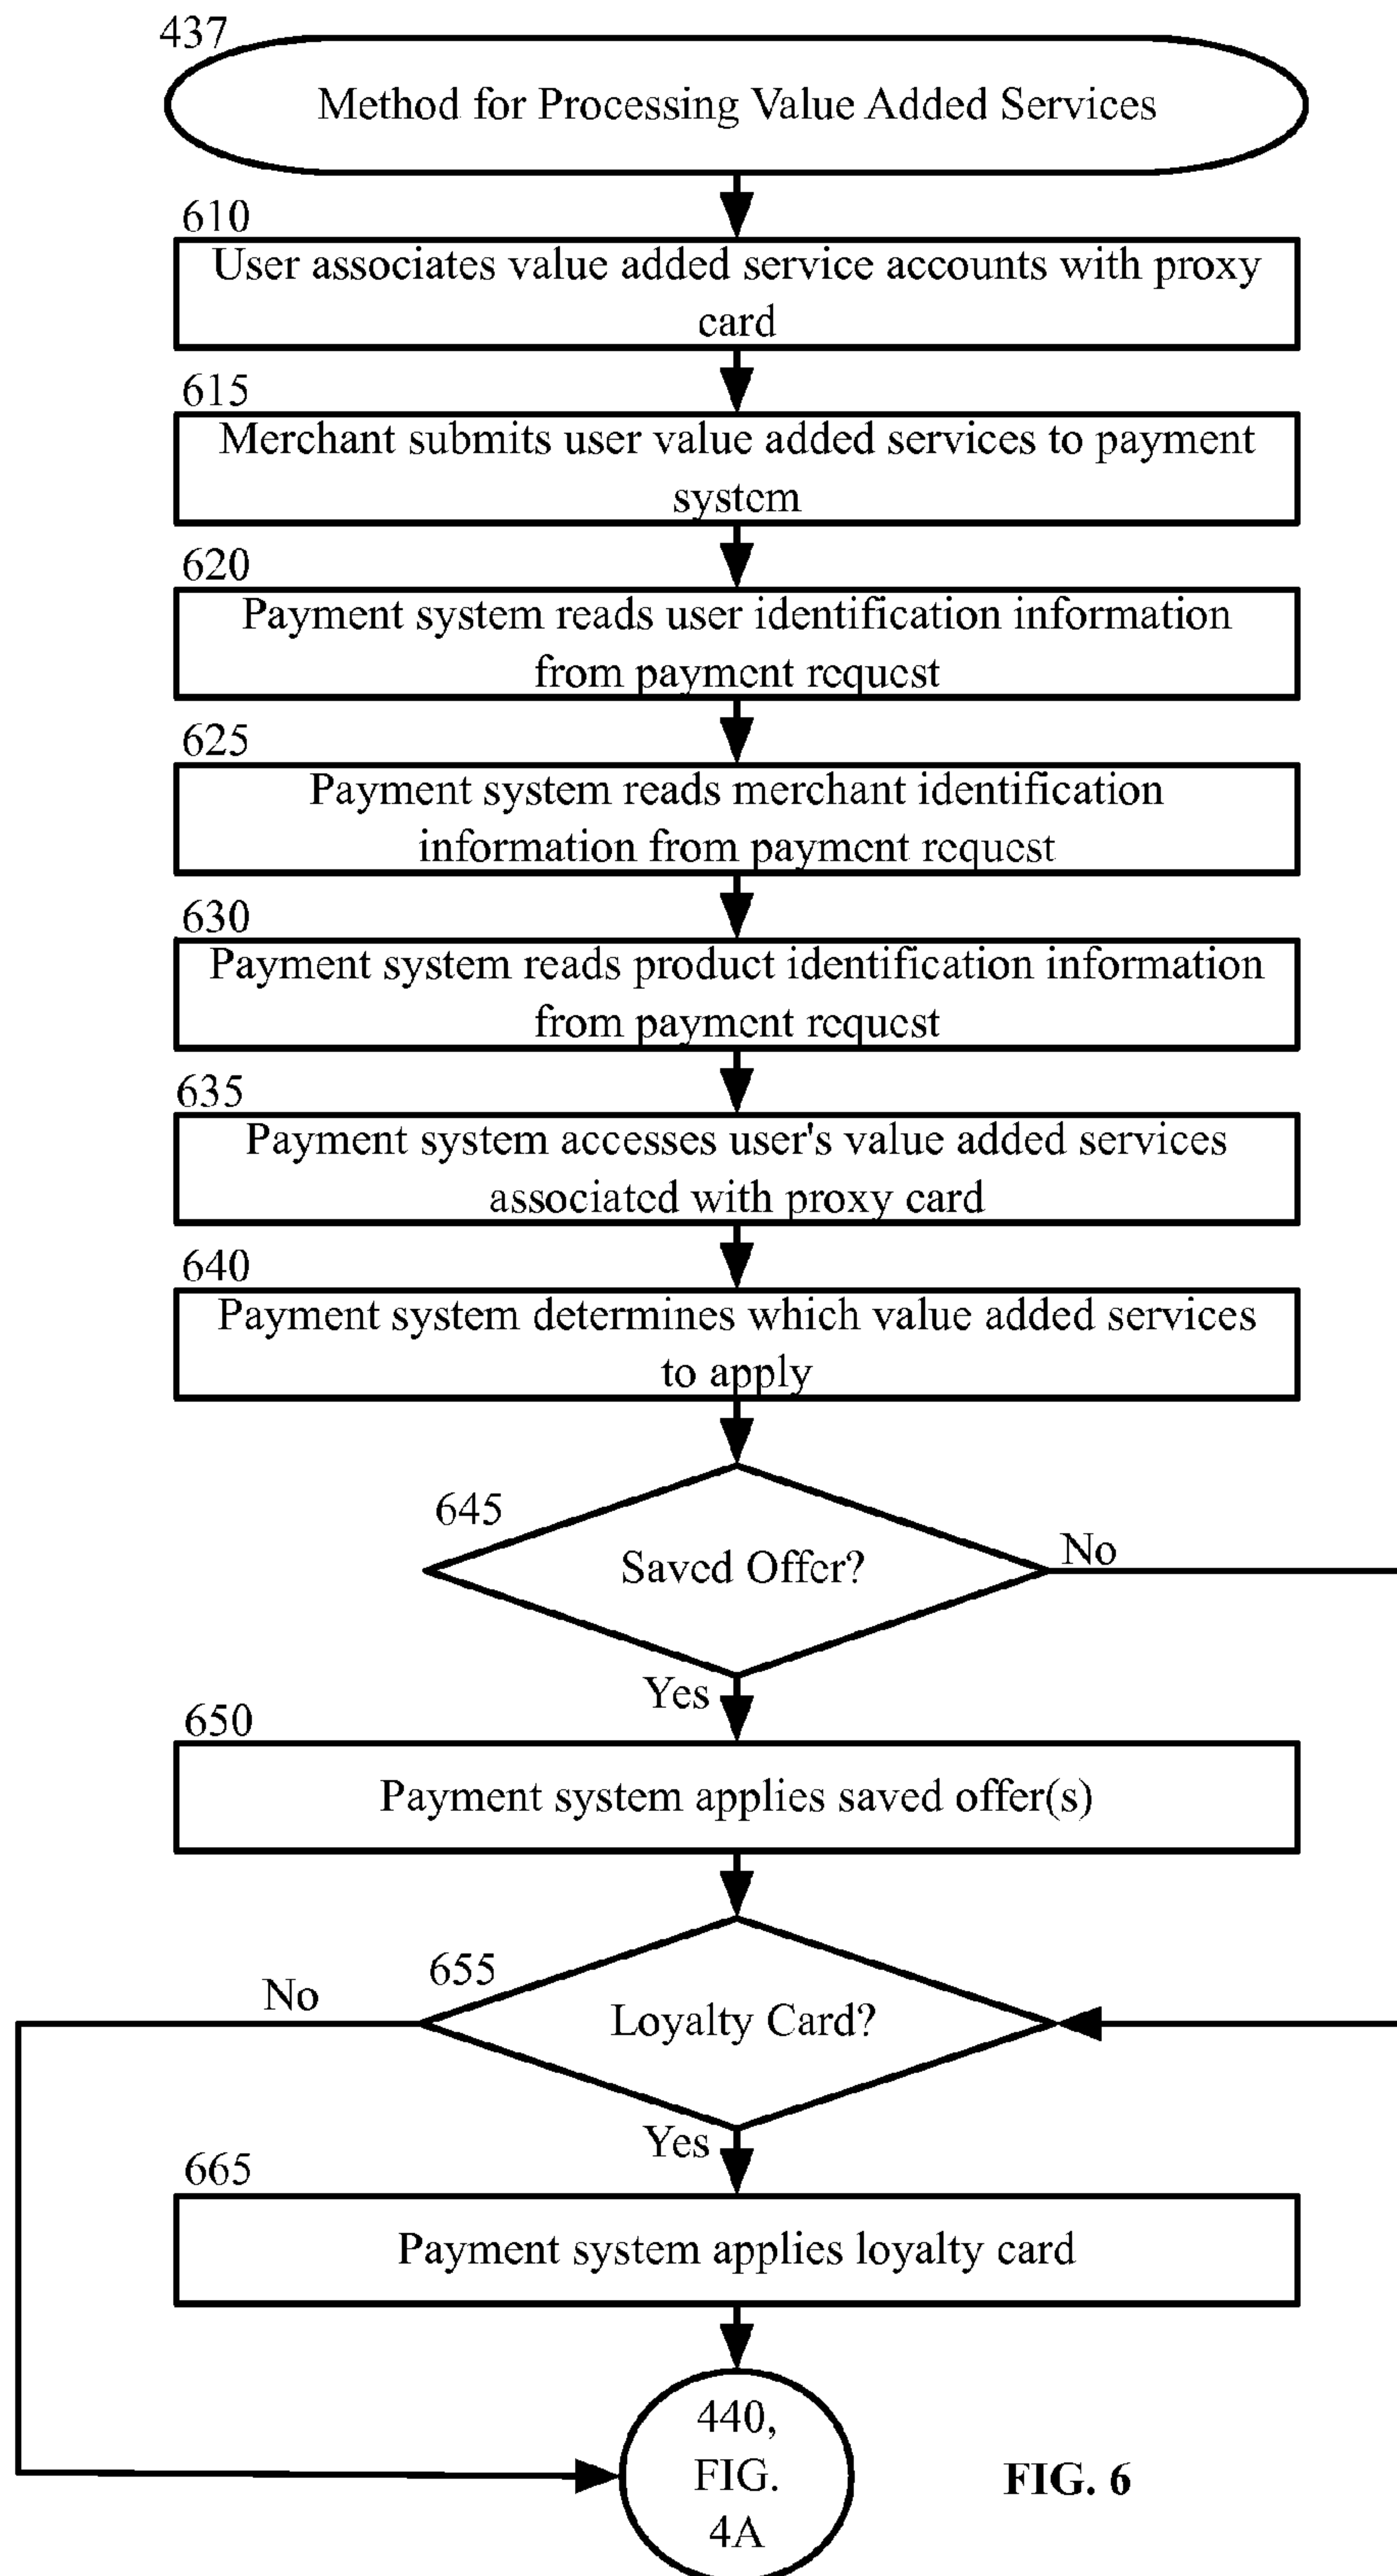 437
Method for Processing Value Added Services
610
User associates value added service accounts with proxy
card
615
Merchant submits user value added services to payment
system
620
Payment system reads user identification information
from payment request
625
Payment system reads merchant identification
information from payment request
630
Payment system reads product identification information
from payment request
635
Payment system accesses user's value added services
associated with proxy card
640
Payment system determines which value added services
to apply
645
Saved Offer?
No
Yes
650
Payment system applies saved offer(s)
655
No
Loyalty Card?
Yes
665
Payment system applies loyalty card
440,
FIG.
4A
FIG. 6